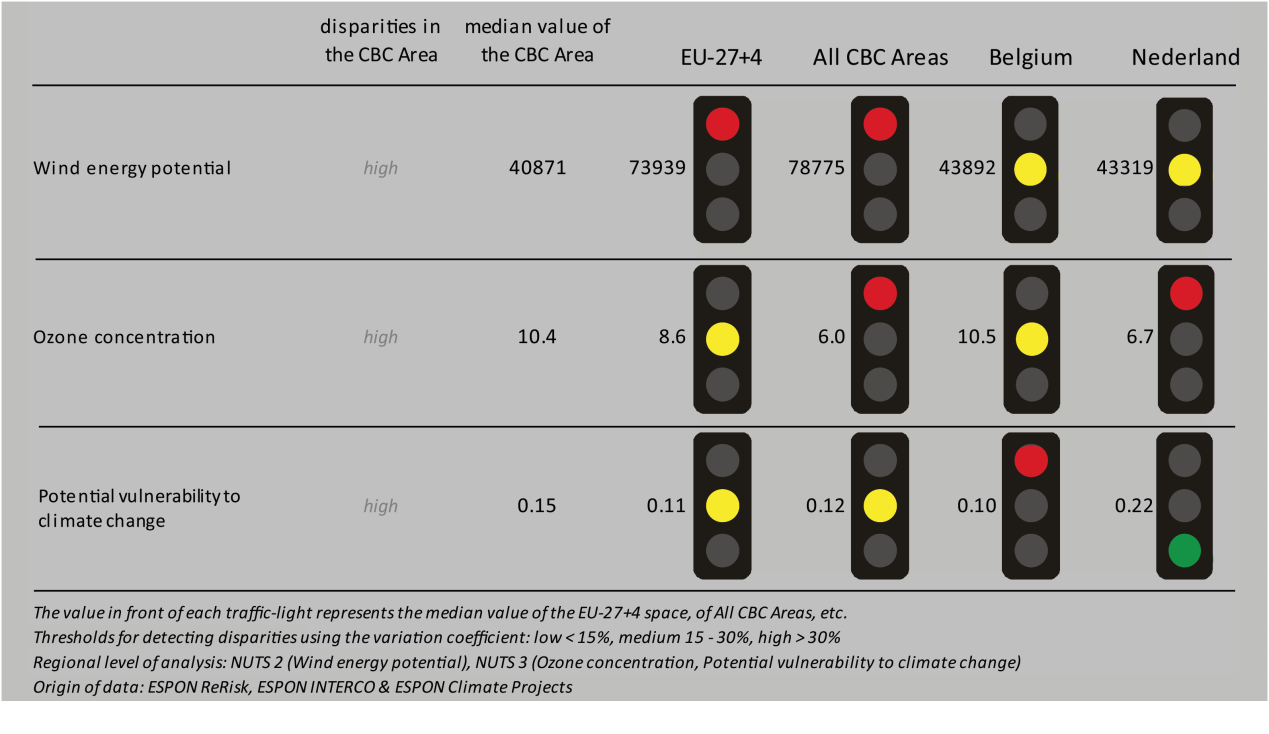 disparities in
the CBC Area
median value of
the CBC Area
EU-27+4
All CBC Areas
Belgium
Nederland
Wind energy potential
high
40871
73939
78775
43892
43319
Ozone concentration
high
10.4
8.6
6.0
10.5
6.7
Potential vulnerability to
climate change
high
0.15
0.11
0.12
0.10
0.22
The value in front of each traffic-light represents the median value of the EU-27+4 space, of All CBC Areas, etc.
Thresholds for detecting disparities using the variation coefficient: low < 15%, medium 15 - 30%, high > 30%
Regional level of analysis: NUTS 2 (Wind energy potential), NUTS 3 (Ozone concentration, Potential vulnerability to climate change)
Origin of data: ESPON ReRisk, ESPON INTERCO & ESPON Climate Projects